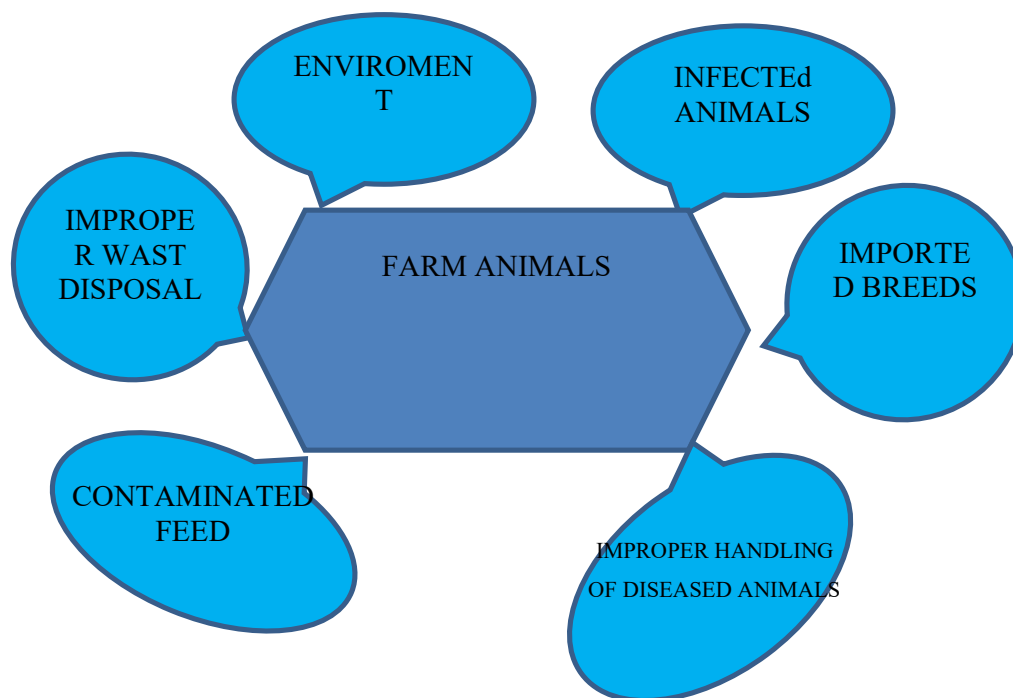 ENVIROMEN
T
INFECTEd
ANIMALS
IMPROPE
R WAST
DISPOSAL
FARM ANIMALS
IMPORTE
D BREEDS
CONTAMINATED
FEED
IMPROPER HANDLING
OF DISEASED ANIMALS